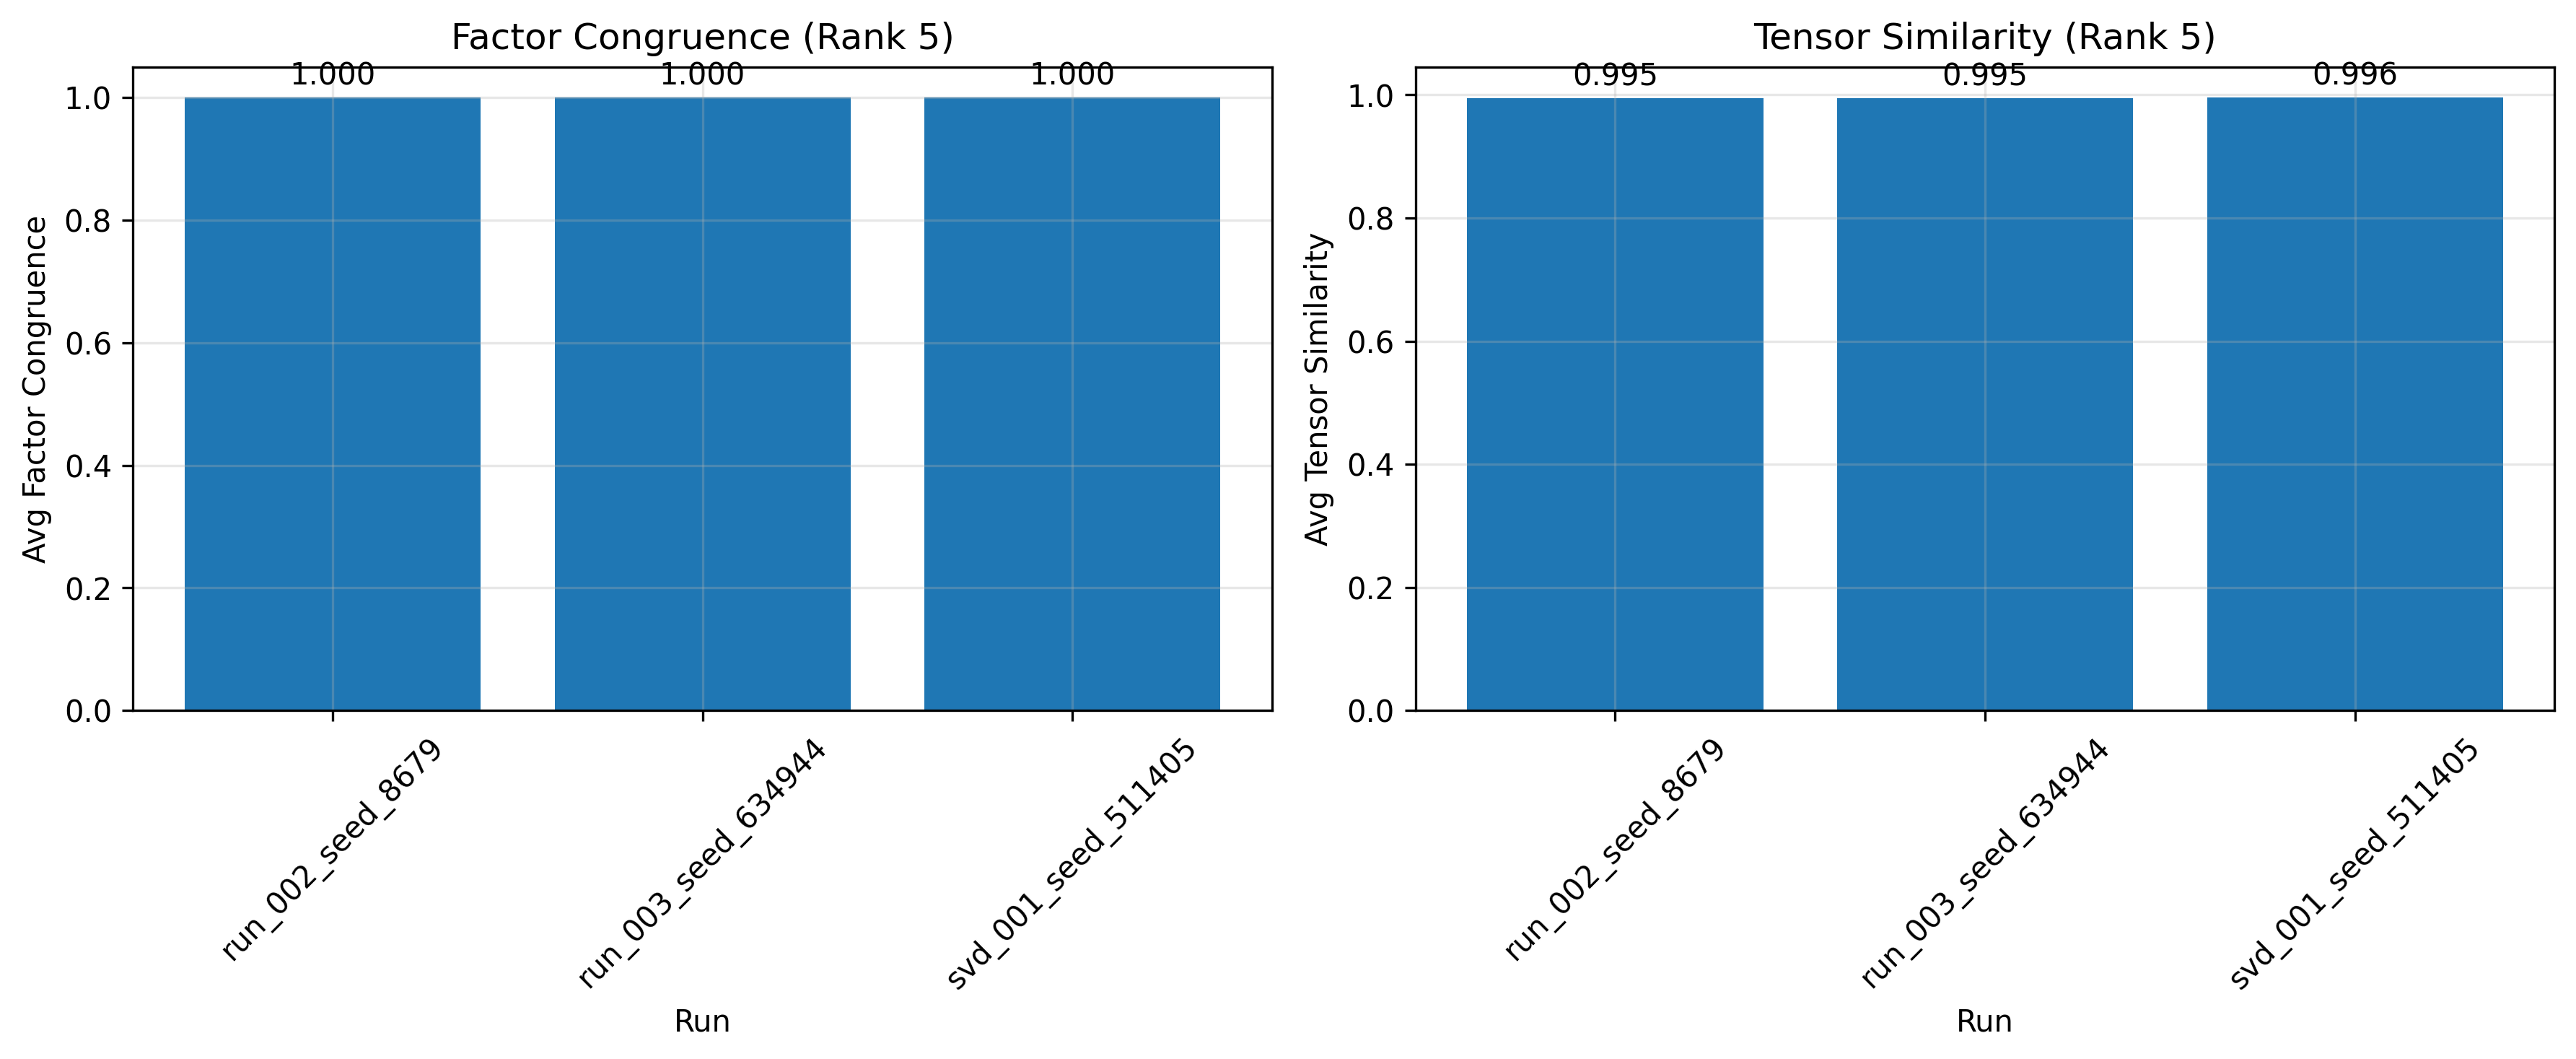 Factor Congruence (Rank 5)
1.000
1.000
1.000
Avg Factor Congruence
1.0
0.8
0.6
0.4
0.2
0.0
run_002_seed_8679
run_003_seed_634944
svd_001_seed_511405
Run
Tensor Similarity (Rank 5)
0.995
0.995
0.996
Avg Tensor Similarity
1.0
0.8
0.6
0.4
0.2
0.0
run_002_seed_8679
run_003_seed_634944
svd_001_seed_511405
Run